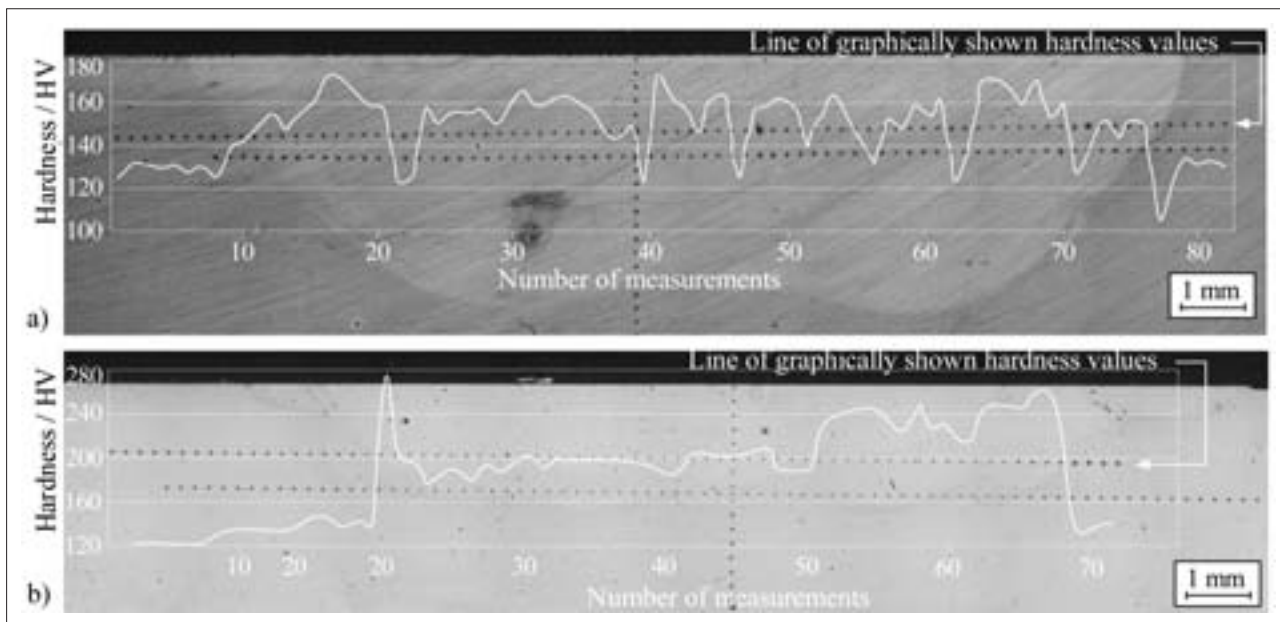 Line of graphically shown hardness values
Hardness / HV
180
160
140
120
100
10 20 30 40 50 60 70 80
Number of measurements
1 mm
a)
Line of graphically shown hardness values
Hardness / HV
280
240
200
160
120
10 20 20 30 40 50 60 70
Number of measurements
1 mm
b)